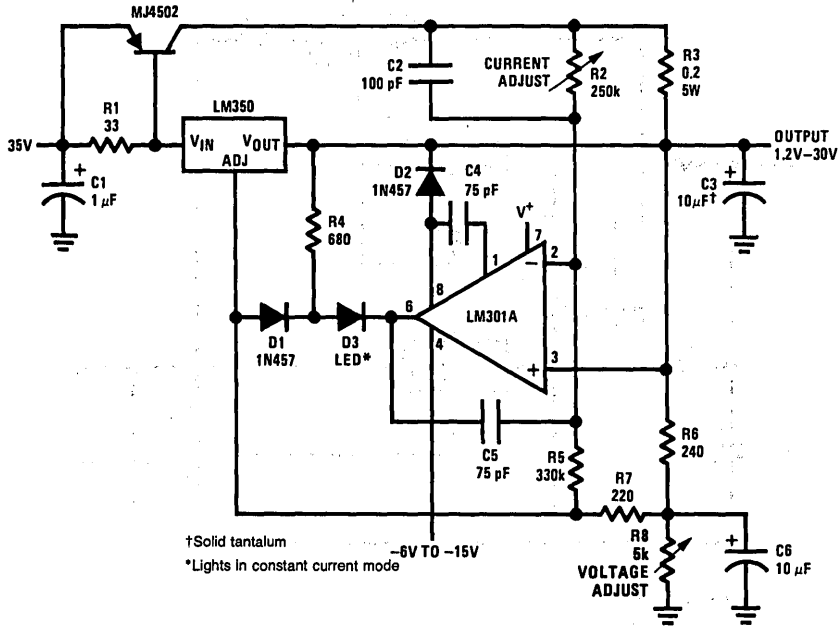 MJ4502
C2
100 pF
CURRENT
ADJUST
R2
250k
R3
0.2
5W
R1
33
LM350
35V
VIN
VOUT
ADJ
OUTPUT
1.2V–30V
C1
1 μF
+
D2
1N457
C4
75 pF
C3
10μF†
+
R4
680
V+
7
1
2
−
8
6
LM301A
4
3
+
D1
1N457
D3
LED*
C5
75 pF
R5
330k
R6
240
R7
220
R8
5k
VOLTAGE
ADJUST
+
C6
10 μF
−6V TO −15V
†Solid tantalum
*Lights in constant current mode